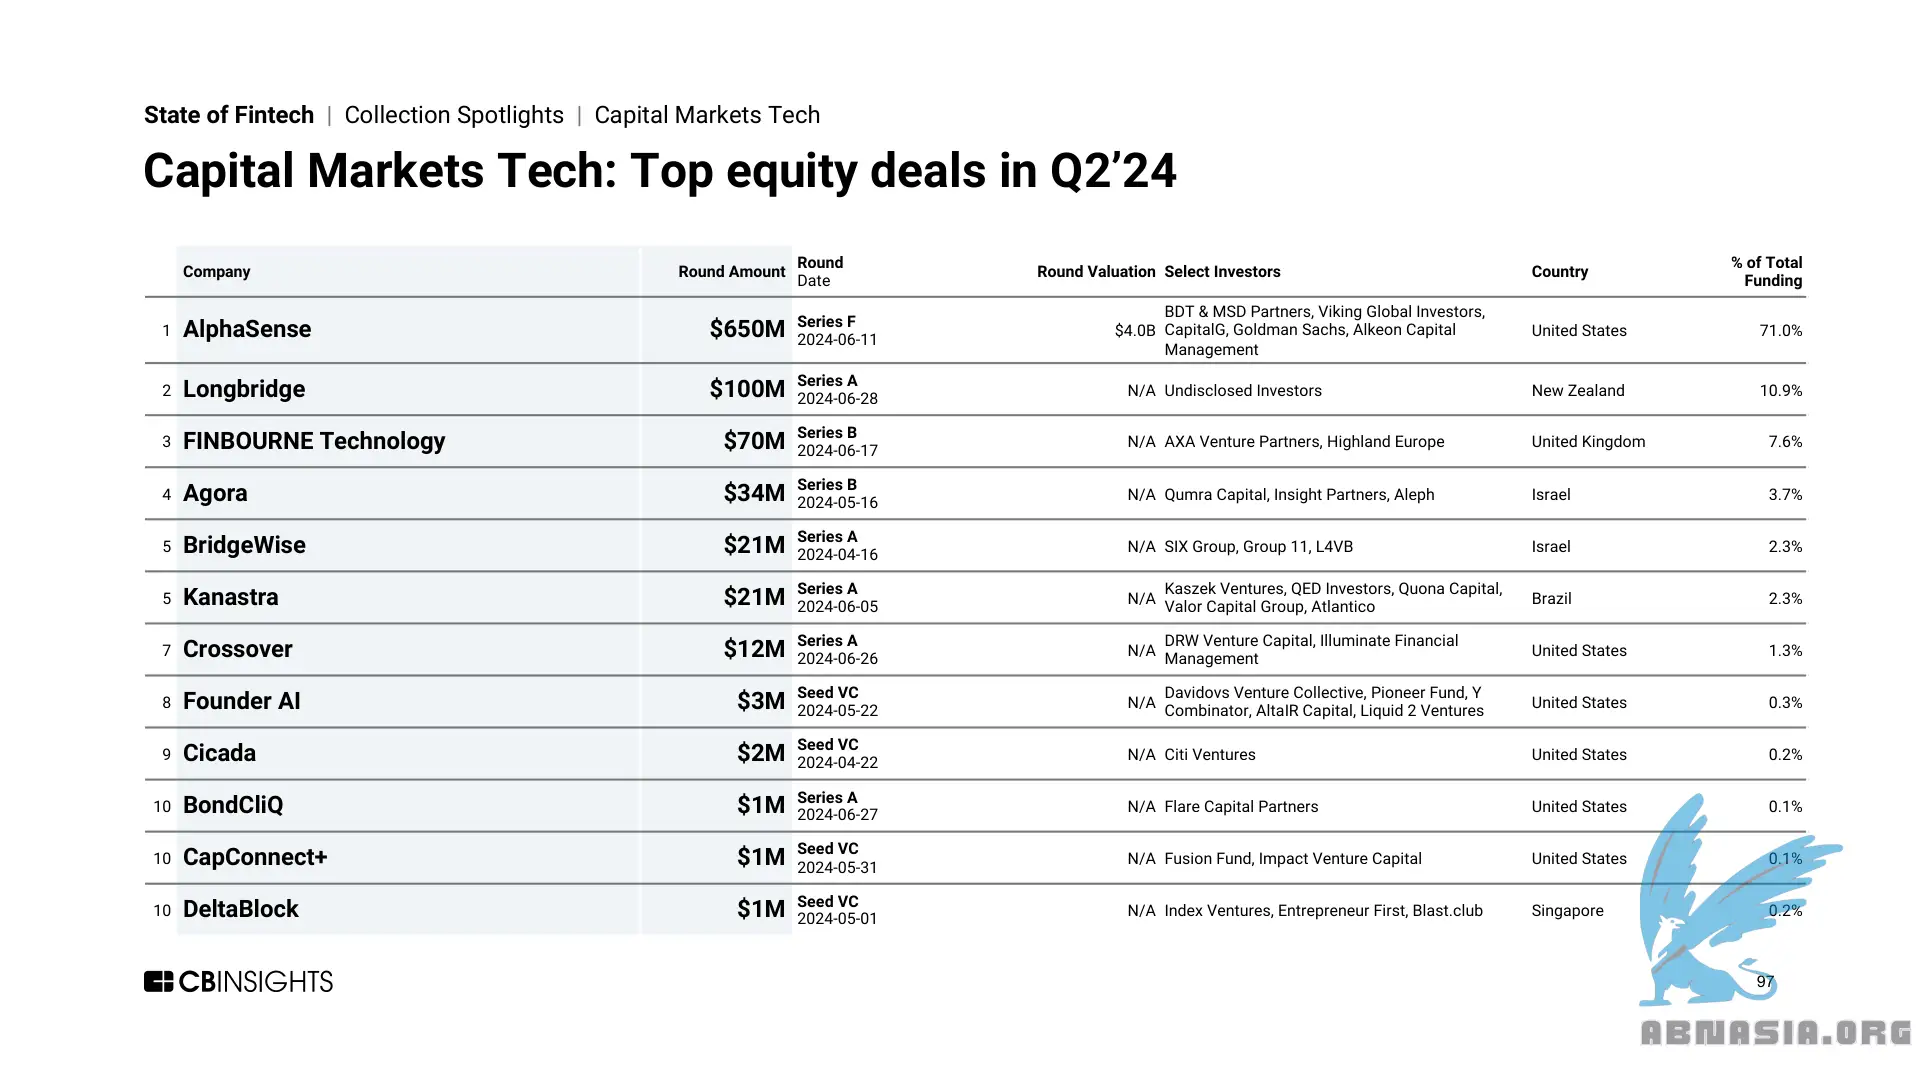 State of Fintech | Collection Spotlights | Capital Markets Tech
Capital Markets Tech: Top equity deals in Q2’24
Company Round Amount Round Date Round Valuation Select Investors Country % of Total Funding
1 AlphaSense $650M Series F 2024-06-11 $4.0B BDT & MSD Partners, Viking Global Investors, CapitalG, Goldman Sachs, Alkeon Capital Management United States 71.0%
2 Longbridge $100M Series A 2024-06-28 N/A Undisclosed Investors New Zealand 10.9%
3 FINBOURNE Technology $70M Series B 2024-06-17 N/A AXA Venture Partners, Highland Europe United Kingdom 7.6%
4 Agora $34M Series B 2024-05-16 N/A Qumra Capital, Insight Partners, Aleph Israel 3.7%
5 BridgeWise $21M Series A 2024-04-16 N/A SIX Group, Group 11, L4VB Israel 2.3%
5 Kanastra $21M Series A 2024-06-05 N/A Kaszek Ventures, QED Investors, Quona Capital, Valor Capital Group, Atlantico Brazil 2.3%
7 Crossover $12M Series A 2024-06-26 N/A DRW Venture Capital, Illuminate Financial Management United States 1.3%
8 Founder AI $3M Seed VC 2024-05-22 N/A Davidovs Venture Collective, Pioneer Fund, Y Combinator, AltaIR Capital, Liquid 2 Ventures United States 0.3%
9 Cicada $2M Seed VC 2024-04-22 N/A Citi Ventures United States 0.2%
10 BondCliQ $1M Series A 2024-06-27 N/A Flare Capital Partners United States 0.1%
10 CapConnect+ $1M Seed VC 2024-05-31 N/A Fusion Fund, Impact Venture Capital United States 0.1%
10 DeltaBlock $1M Seed VC 2024-05-01 N/A Index Ventures, Entrepreneur First, Blast.club Singapore 0.2%
CBINSIGHTS
97
ABNASIA.ORG